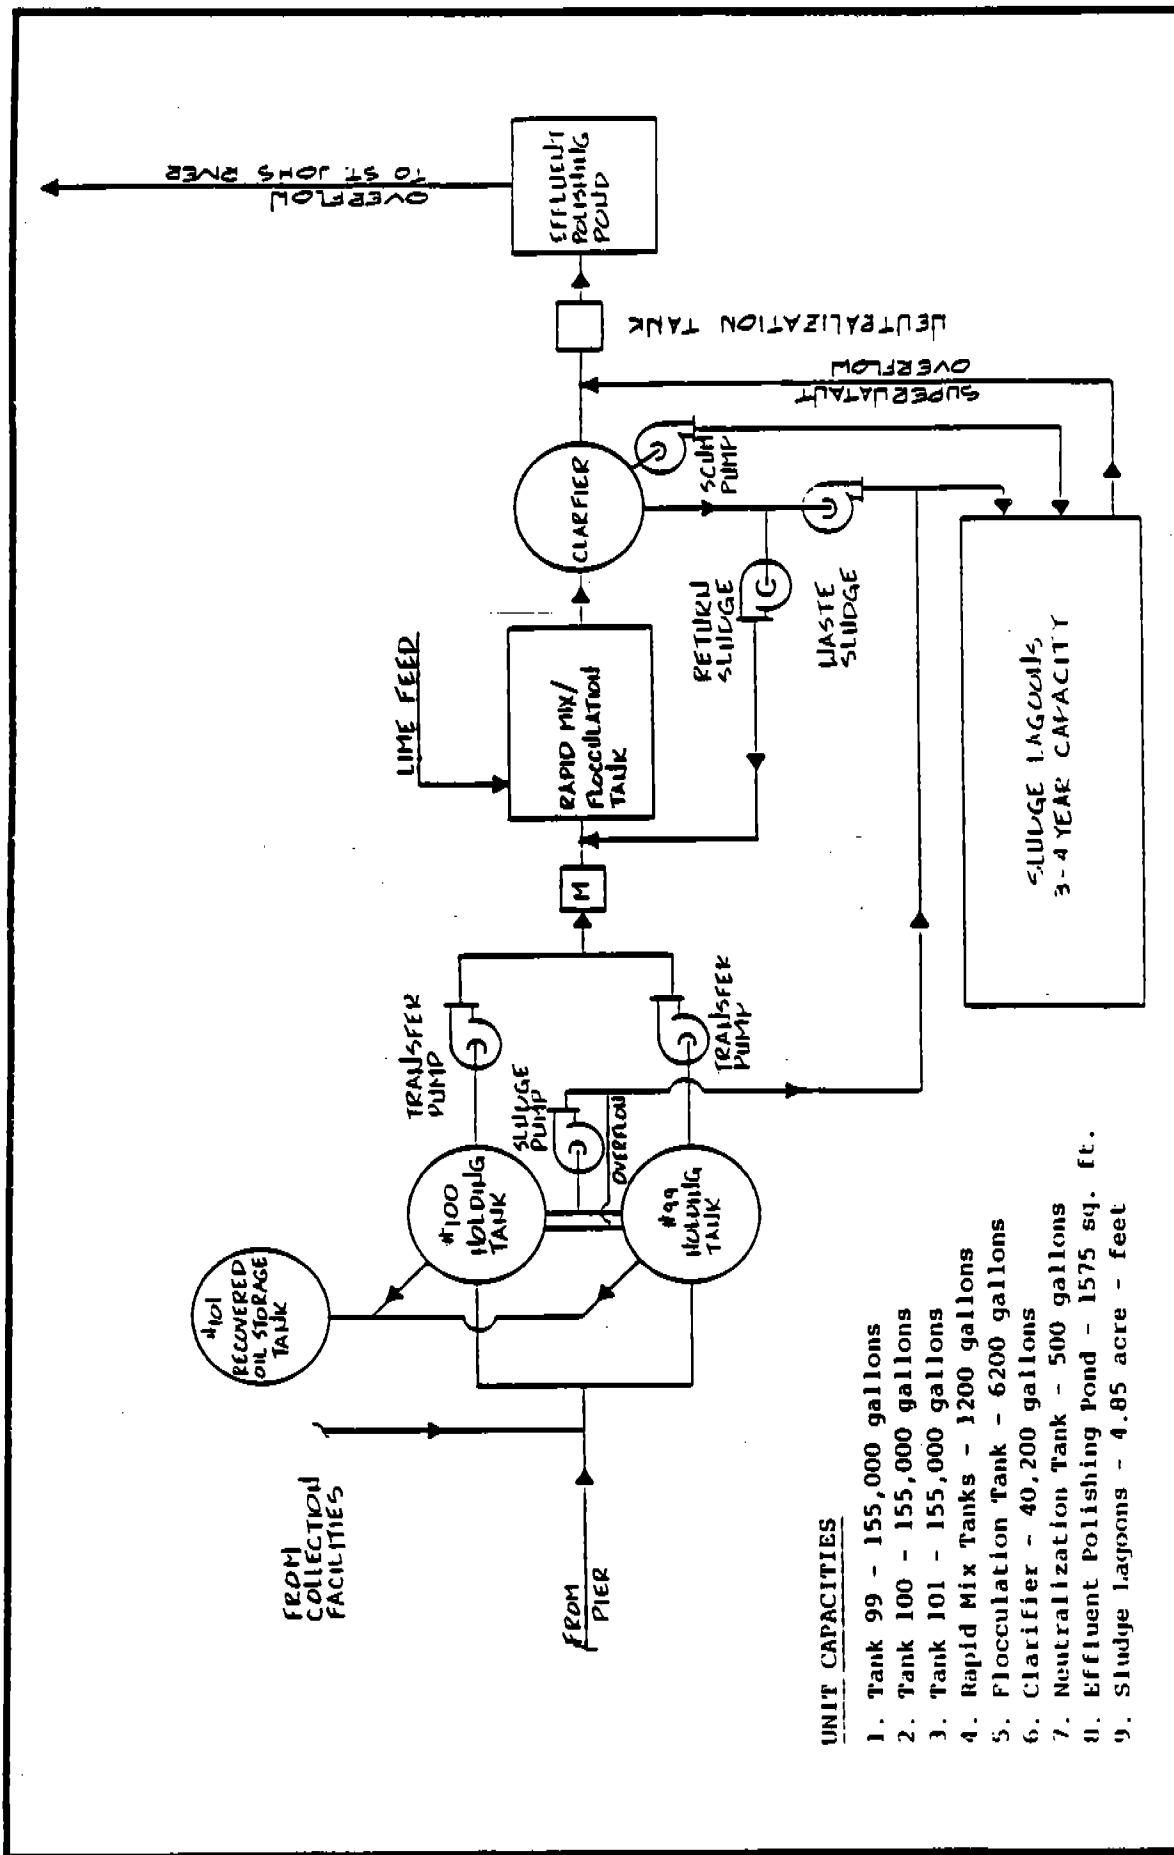 FROM
COLLECTION
FACILITIES
FROM
PIER
#101
RECOVERED
OIL STORAGE
TANK
#100
HOLDING
TANK
#99
HOLDING
TANK
SLUDGE
PUMP
OVERFLOW
TRANSFER
PUMP
TRANSFER
PUMP
M
LIME FEED
RAPID MIX/
FLOCCULATION
TANK
RETURN
SLUDGE
WASTE
SLUDGE
CLARFIER
SCUM
PUMP
SUPERNATANT
OVERFLOW
NEUTRALIZATION TANK
EFFLUENT
POLISHING
POND
OVERFLOW
TO ST. JOHS RIVER
SLUDGE LAGOONS
3-4 YEAR CAPACITY
UNIT CAPACITIES
1. Tank 99 - 155,000 gallons
2. Tank 100 - 155,000 gallons
3. Tank 101 - 155,000 gallons
4. Rapid Mix Tanks - 1200 gallons
5. Flocculation Tank - 6200 gallons
6. Clarifier - 40,200 gallons
7. Neutralization Tank - 500 gallons
8. Effluent Polishing Pond - 1575 sq. ft.
9. Sludge Lagoons - 4.85 acre - feet